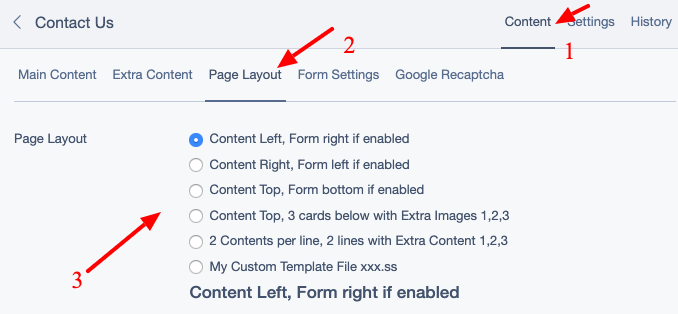 Contact Us
Content Settings History
1
2
Main Content Extra Content Page Layout Form Settings Google Recaptcha
Page Layout
Content Left, Form right if enabled
Content Right, Form left if enabled
Content Top, Form bottom if enabled
Content Top, 3 cards below with Extra Images 1,2,3
2 Contents per line, 2 lines with Extra Content 1,2,3
My Custom Template File xxx.ss
3
Content Left, Form right if enabled